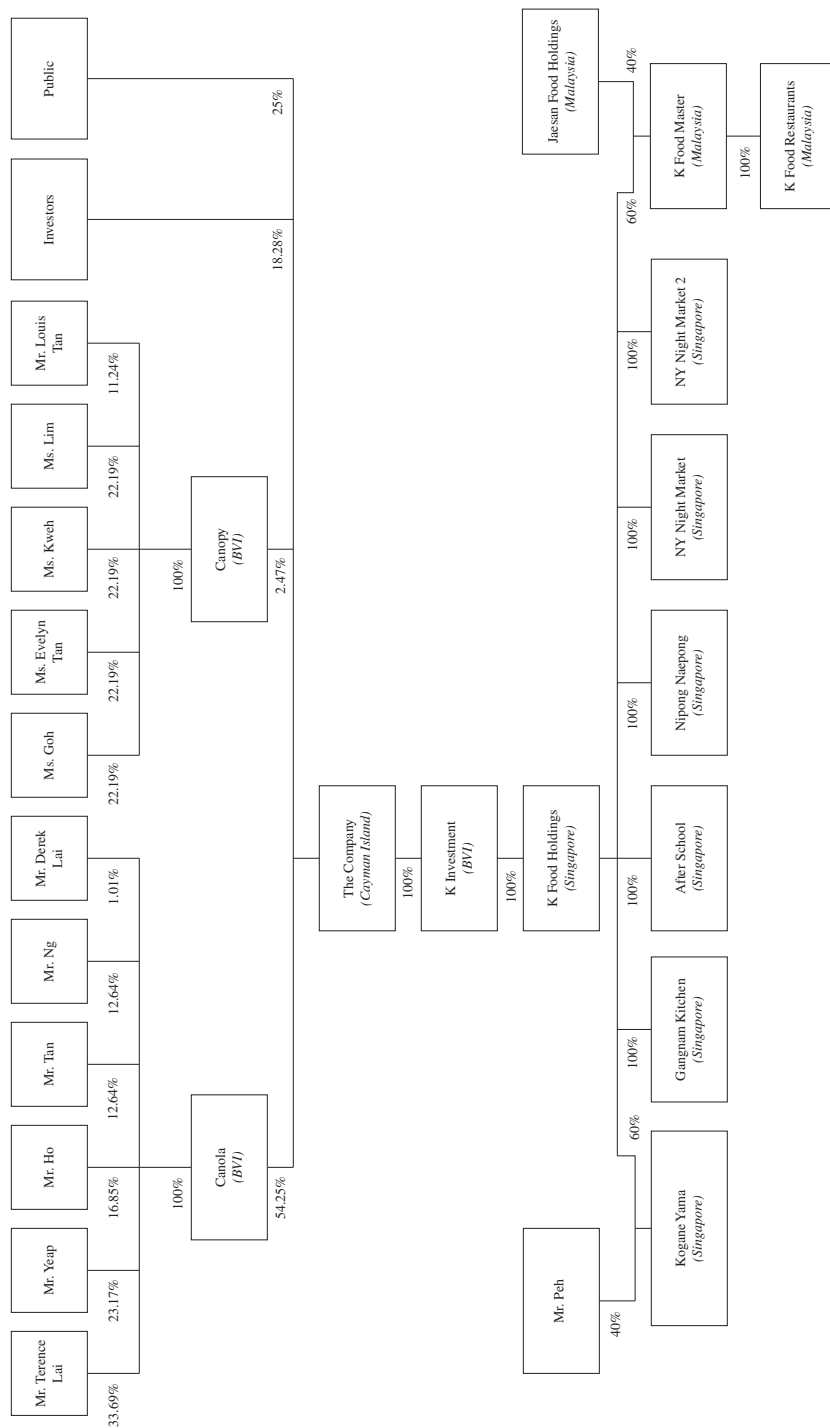 Mr. Terence
Lai
Mr. Yeap
Mr. Ho
Mr. Tan
Mr. Ng
Mr. Derek
Lai
Ms. Goh
Ms. Evelyn
Tan
Ms. Kweh
Ms. Lim
Mr. Louis
Tan
Investors
Public
33.69%
23.17%
16.85%
12.64%
12.64%
1.01%
22.19%
22.19%
22.19%
22.19%
11.24%
100%
100%
Canola
(BVI)
Canopy
(BVI)
54.25%
2.47%
18.28%
25%
The Company
(Cayman Island)
100%
K Investment
(BVI)
100%
K Food Holdings
(Singapore)
Mr. Peh
Jaesan Food Holdings
(Malaysia)
40%
60%
100%
100%
100%
100%
100%
60%
40%
Kogane Yama
(Singapore)
Gangnam Kitchen
(Singapore)
After School
(Singapore)
Nipong Naepong
(Singapore)
NY Night Market
(Singapore)
NY Night Market 2
(Singapore)
K Food Master
(Malaysia)
100%
K Food Restaurants
(Malaysia)